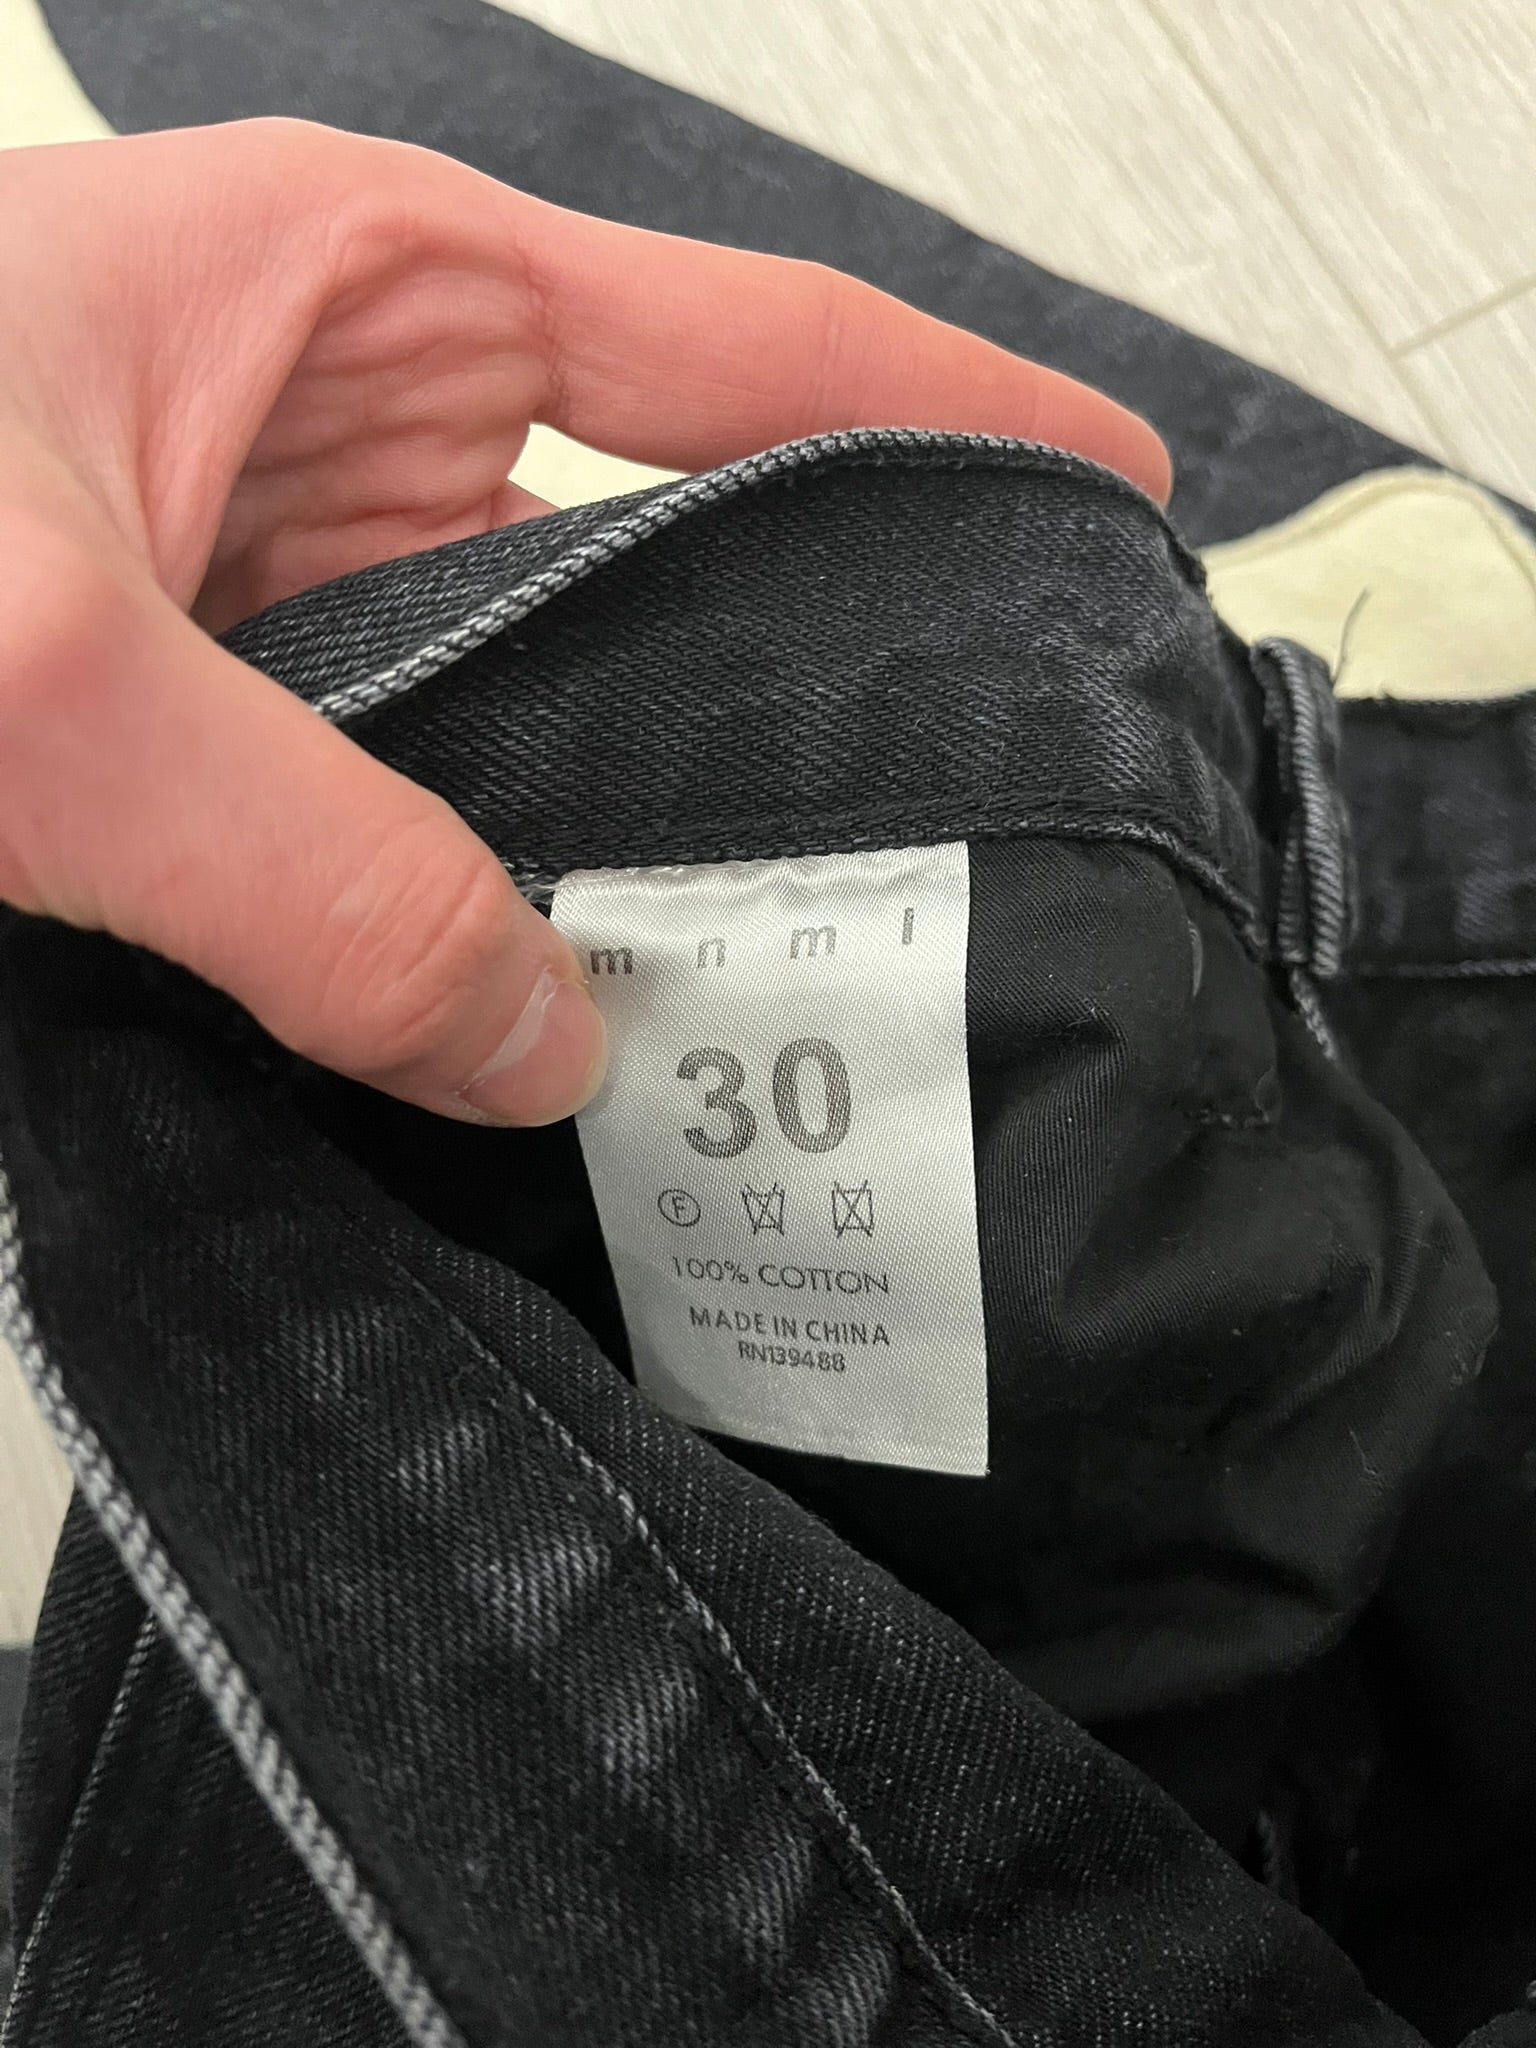 m n m l
30
F
100% COTTON
MADE IN CHINA
RN139488